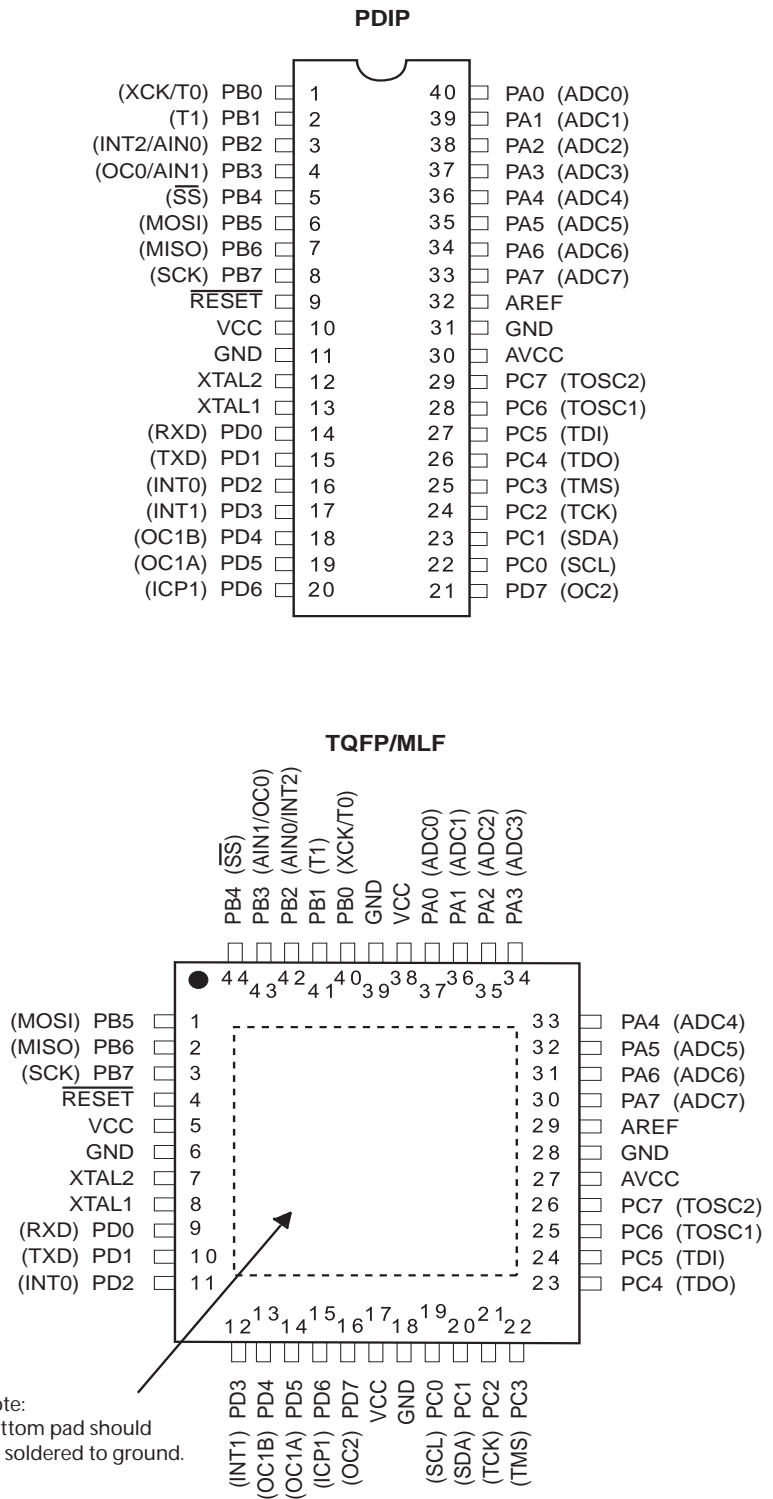 PDIP
(XCK/T0) PB0 1 40 PA0 (ADC0)
(T1) PB1 2 39 PA1 (ADC1)
(INT2/AIN0) PB2 3 38 PA2 (ADC2)
(OC0/AIN1) PB3 4 37 PA3 (ADC3)
(SS) PB4 5 36 PA4 (ADC4)
(MOSI) PB5 6 35 PA5 (ADC5)
(MISO) PB6 7 34 PA6 (ADC6)
(SCK) PB7 8 33 PA7 (ADC7)
RESET 9 32 AREF
VCC 10 31 GND
GND 11 30 AVCC
XTAL2 12 29 PC7 (TOSC2)
XTAL1 13 28 PC6 (TOSC1)
(RXD) PD0 14 27 PC5 (TDI)
(TXD) PD1 15 26 PC4 (TDO)
(INT0) PD2 16 25 PC3 (TMS)
(INT1) PD3 17 24 PC2 (TCK)
(OC1B) PD4 18 23 PC1 (SDA)
(OC1A) PD5 19 22 PC0 (SCL)
(ICP1) PD6 20 21 PD7 (OC2)
TQFP/MLF
PB4 (SS)
PB3 (AIN1/OC0)
PB2 (AIN0/INT2)
PB1 (T1)
PB0 (XCK/T0)
GND
VCC
PA0 (ADC0)
PA1 (ADC1)
PA2 (ADC2)
PA3 (ADC3)
44 43 42 41 40 39 38 37 36 35 34
(MOSI) PB5 1 33 PA4 (ADC4)
(MISO) PB6 2 32 PA5 (ADC5)
(SCK) PB7 3 31 PA6 (ADC6)
RESET 4 30 PA7 (ADC7)
VCC 5 29 AREF
GND 6 28 GND
XTAL2 7 27 AVCC
XTAL1 8 26 PC7 (TOSC2)
(RXD) PD0 9 25 PC6 (TOSC1)
(TXD) PD1 10 24 PC5 (TDI)
(INT0) PD2 11 23 PC4 (TDO)
12 13 14 15 16 17 18 19 20 21 22
(INT1) PD3
(OC1B) PD4
(OC1A) PD5
(ICP1) PD6
(OC2) PD7
VCC
GND
(SCL) PC0
(SDA) PC1
(TCK) PC2
(TMS) PC3
ote:
ttom pad should
soldered to ground.